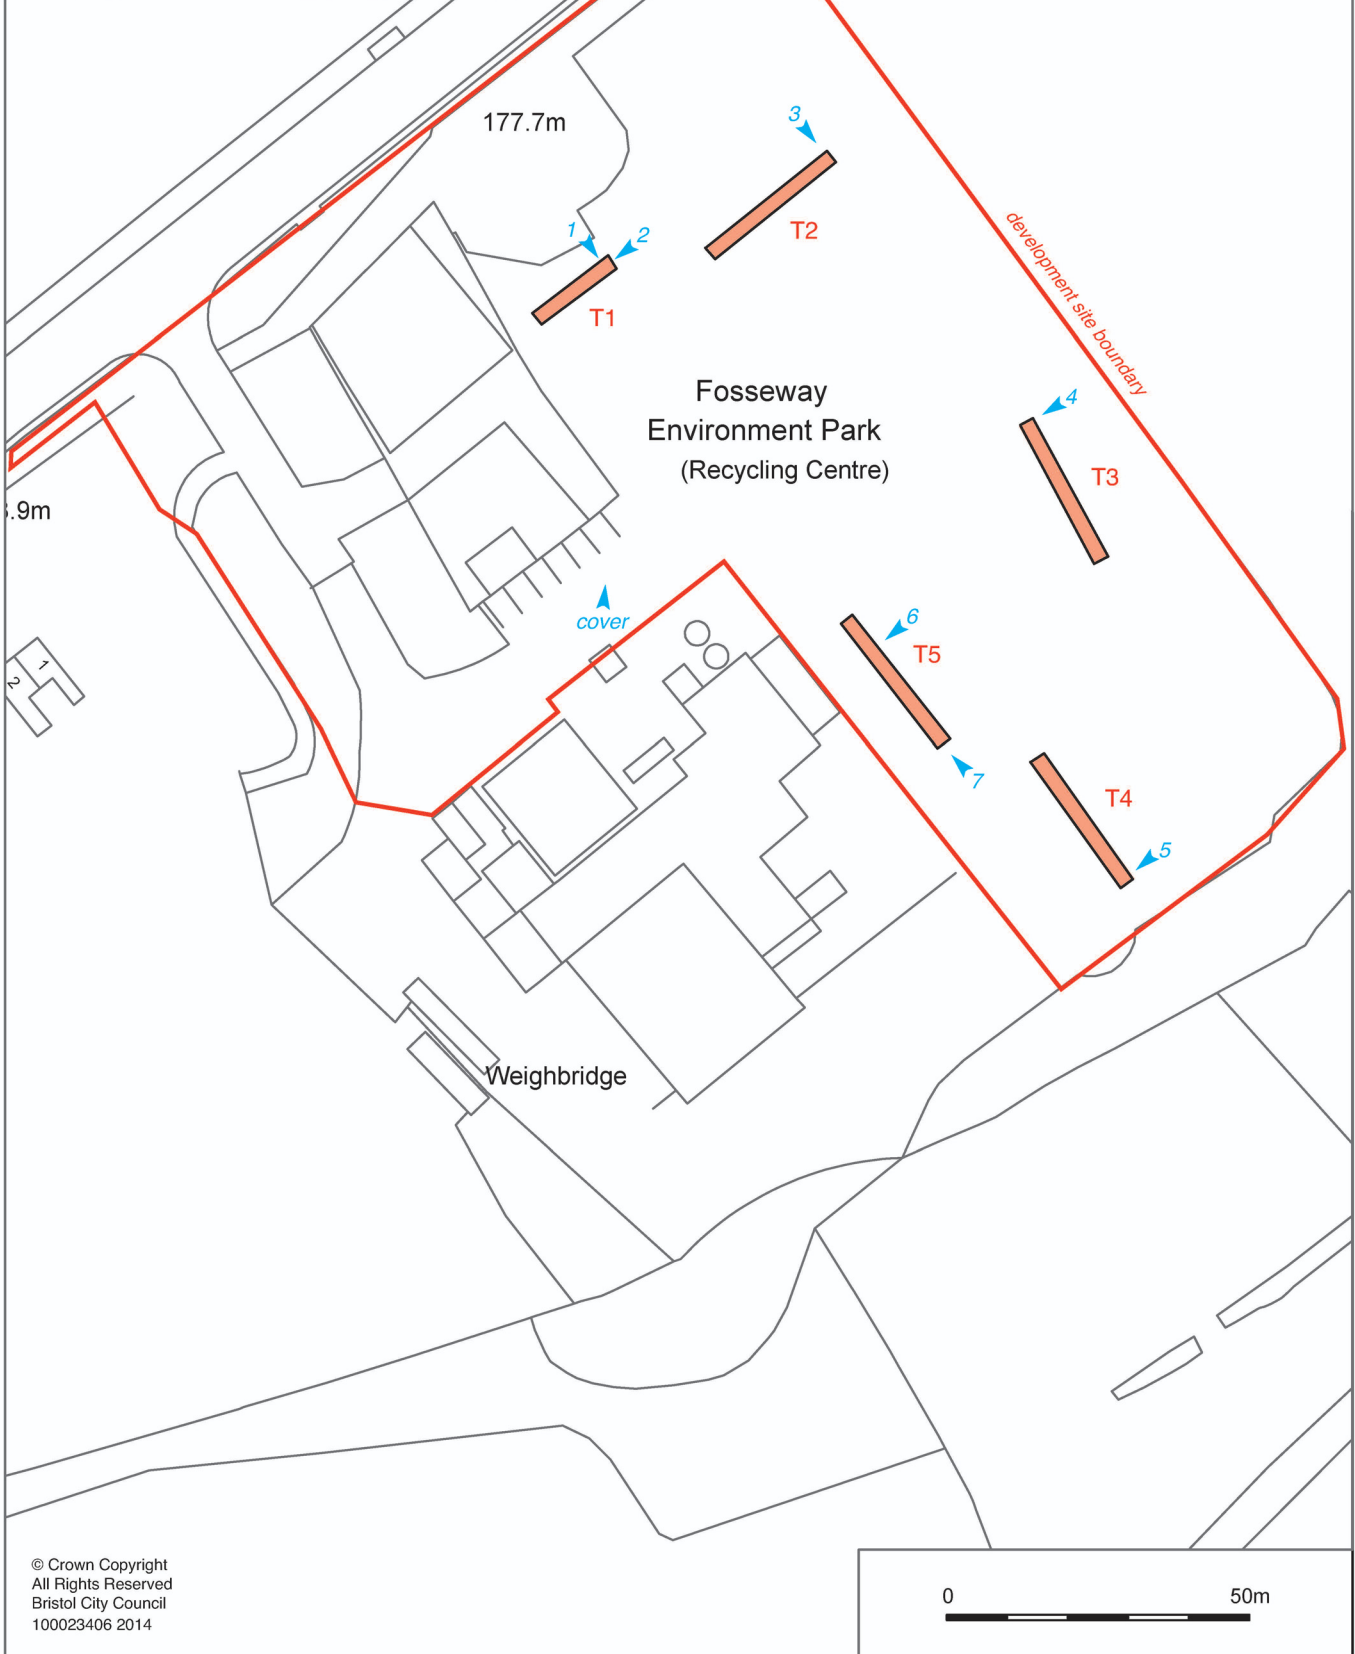 177.7m
3
T2
1
2
T1
development site boundary
Fosseway
Environment Park
(Recycling Centre)
4
T3
.9m
cover
6
T5
1
2
7
T4
5
Weighbridge
© Crown Copyright
All Rights Reserved
Bristol City Council
100023406 2014
0
50m